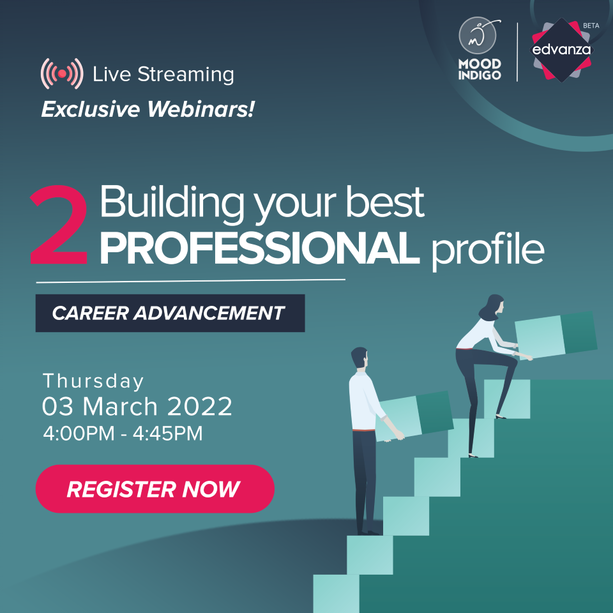 MOOD
INDIGO
edvanza
BETA
Live Streaming
Exclusive Webinars!
2
Building your best
PROFESSIONAL profile
CAREER ADVANCEMENT
Thursday
03 March 2022
4:00PM - 4:45PM
REGISTER NOW